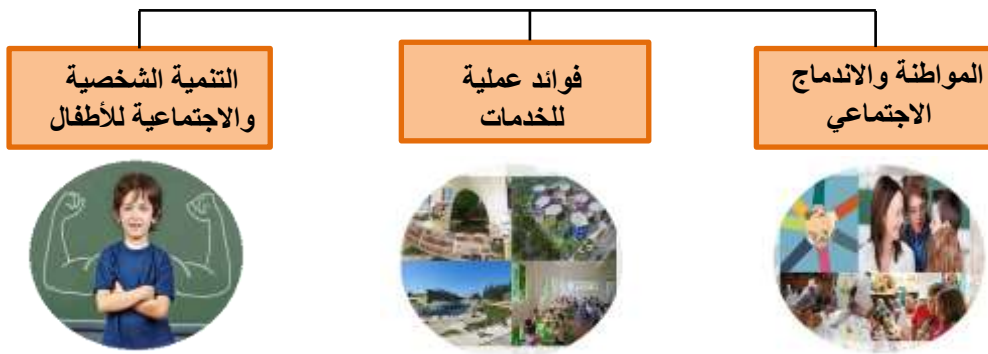 المواطنة والاندماج
الاجتماعي
فوائد عملية
للخدمات
التنمية الشخصية
والاجتماعية للأطفال